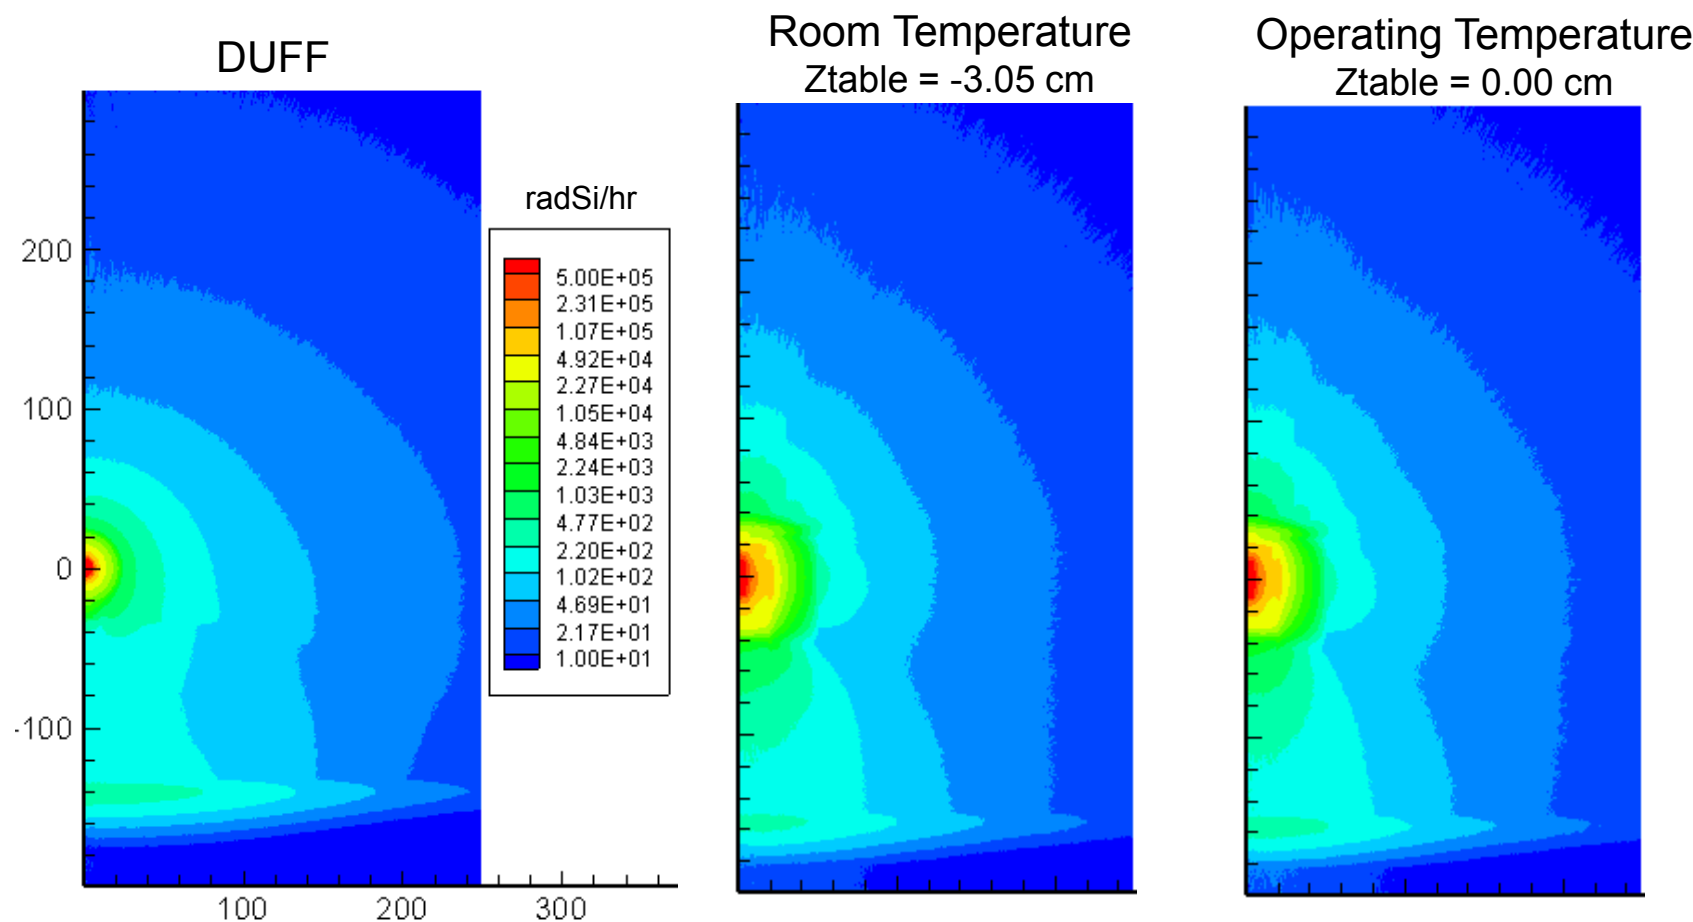 DUFF
Room Temperature
Ztable = -3.05 cm
Operating Temperature
Ztable = 0.00 cm
radSi/hr
5.00E+05
2.31E+05
1.07E+05
4.92E+04
2.27E+04
1.05E+04
4.84E+03
2.24E+03
1.03E+03
4.77E+02
2.20E+02
1.02E+02
4.69E+01
2.17E+01
1.00E+01
200
100
0
-100
100
200
300